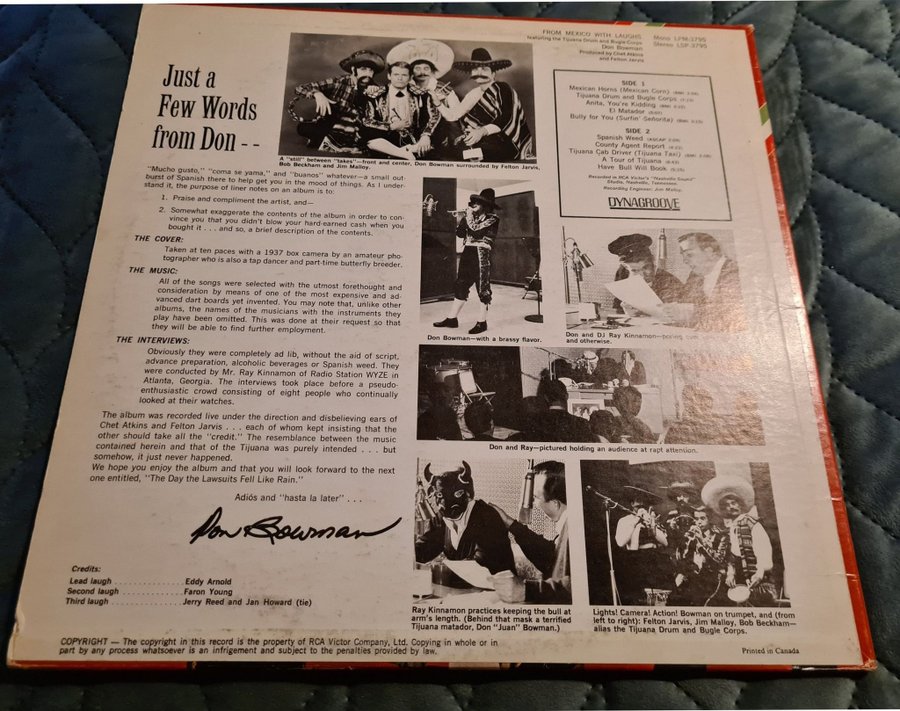 FROM MEXICO WITH LAUGHS
featuring the Tijuana Drum and Bugle Corps
Don Bowman
Produced by Chet Atkins
and Felton Jarvis
Mono LPM-3795
Stereo LSP-3795
Just a
Few Words
from Don --
A "still" between "takes"—front and center, Don Bowman surrounded by Felton Jarvis,
Bob Beckham and Jim Malloy.
"Mucho gusto," "coma se yama," and "buanos" whatever—a small out-
burst of Spanish there to help get you in the mood of things. As I under-
stand it, the purpose of liner notes on an album is to:
1. Praise and compliment the artist, and—
2. Somewhat exaggerate the contents of the album in order to con-
vince you that you didn't blow your hard-earned cash when you
bought it . . . and so, a brief description of the contents.
THE COVER:
Taken at ten paces with a 1937 box camera by an amateur pho-
tographer who is also a tap dancer and part-time butterfly breeder.
THE MUSIC:
All of the songs were selected with the utmost forethought and
consideration by means of one of the most expensive and ad-
vanced dart boards yet invented. You may note that, unlike other
albums, the names of the musicians with the instruments they
play have been omitted. This was done at their request so that
they will be able to find further employment.
THE INTERVIEWS:
Obviously they were completely ad lib, without the aid of script,
advance preparation, alcoholic beverages or Spanish weed. They
were conducted by Mr. Ray Kinnamon of Radio Station WYZE in
Atlanta, Georgia. The interviews took place before a pseudo-
enthusiastic crowd consisting of eight people who continually
looked at their watches.
The album was recorded live under the direction and disbelieving ears of
Chet Atkins and Felton Jarvis . . . each of whom kept insisting that the
other should take all the "credit." The resemblance between the music
contained herein and that of the Tijuana was purely intended . . . but
somehow, it just never happened.
We hope you enjoy the album and that you will look forward to the next
one entitled, "The Day the Lawsuits Fell Like Rain."
Adiós and "hasta la later" . . .
Don Bowman
Credits:
Lead laugh . . . . . . . . . . . . . . Eddy Arnold
Second laugh . . . . . . . . . . . . Faron Young
Third laugh . . . . . . . . . . . . . Jerry Reed and Jan Howard (tie)
COPYRIGHT — The copyright in this record is the property of RCA Victor Company, Ltd. Copying in whole or in
part by any process whatsoever is an infrigement and subject to the penalties provided by law.
SIDE 1
Mexican Horns (Mexican Corn) (BMI
Tijuana Drum and Bugle Corps
Anita, You're Kidding (BMI
El Matador
Bully for You (Surfin' Señorita) (BMI
SIDE 2
Spanish Weed (ASCAP
County Agent Report
Tijuana Cab Driver (Tijuana Taxi) (BMI
A Tour of Tijuana
Have Bull Will Book
Recorded in RCA Victor's "Nashville Sound"
Studio, Nashville, Tennessee.
Recording Engineer: Jim Malloy
DYNAGROOVE
Don Bowman—with a brassy flavor.
Don and DJ Ray Kinnamon—
and otherwise.
Don and Ray—pictured holding an audience at rapt attention.
Ray Kinnamon practices keeping the bull at
arm's length. (Behind that mask a terrified
Tijuana matador, Don "Juan" Bowman.)
Lights! Camera! Action! Bowman on trumpet, and (from
left to right): Felton Jarvis, Jim Malloy, Bob Beckham—
alias the Tijuana Drum and Bugle Corps.
Printed in Canada